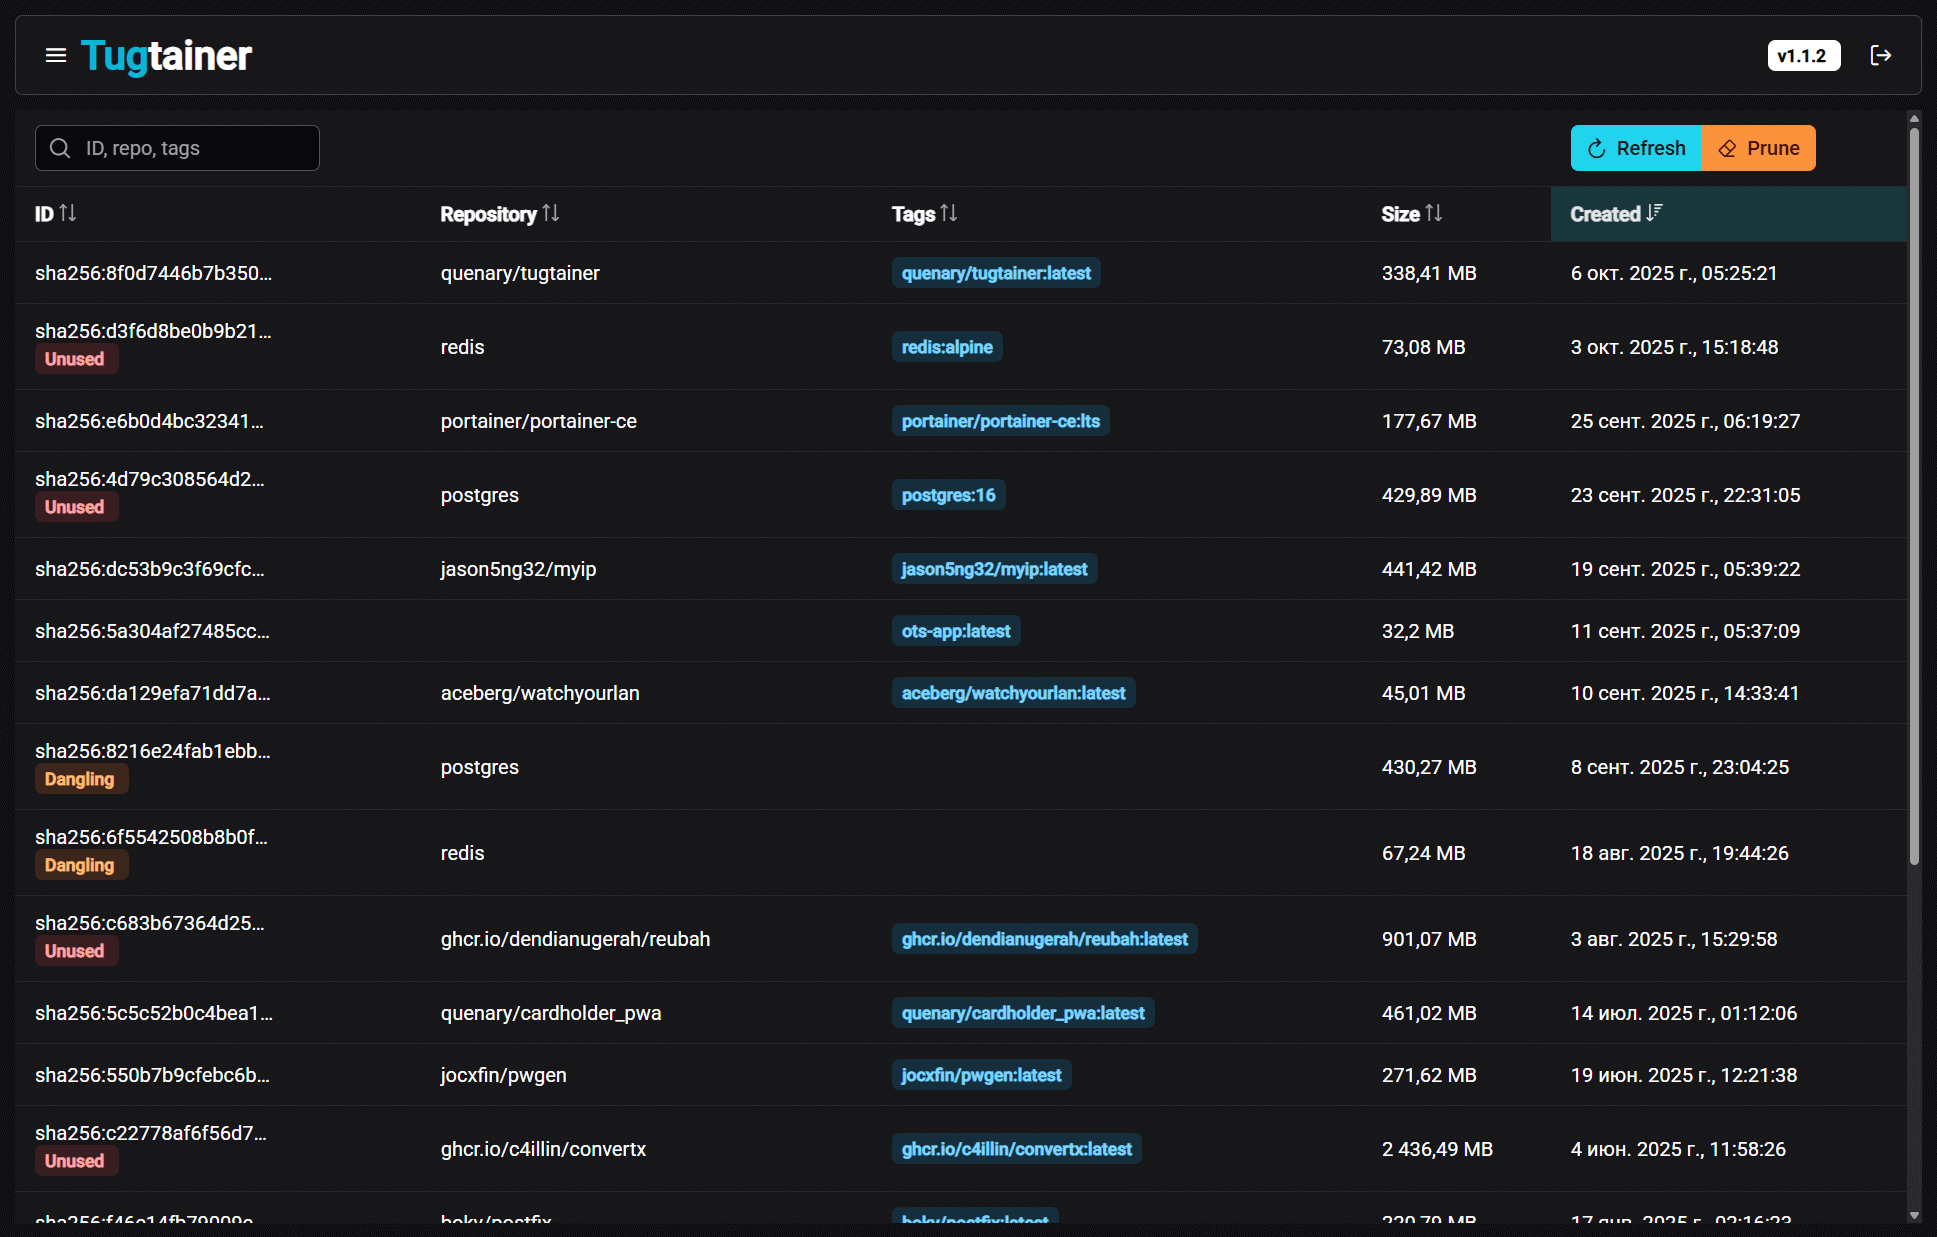 Tugtainer
v1.1.2
ID, repo, tags
Refresh
Prune
ID Repository Tags Size Created
sha256:8f0d7446b7b350... quenary/tugtainer quenary/tugtainer:latest 338,41 MB 6 окт. 2025 г., 05:25:21
sha256:d3f6d8be0b9b21...
Unused
redis redis:alpine 73,08 MB 3 окт. 2025 г., 15:18:48
sha256:e6b0d4bc32341... portainer/portainer-ce portainer/portainer-ce:lts 177,67 MB 25 сент. 2025 г., 06:19:27
sha256:4d79c308564d2...
Unused
postgres postgres:16 429,89 MB 23 сент. 2025 г., 22:31:05
sha256:dc53b9c3f69cfc... jason5ng32/myip jason5ng32/myip:latest 441,42 MB 19 сент. 2025 г., 05:39:22
sha256:5a304af27485cc... ots-app:latest 32,2 MB 11 сент. 2025 г., 05:37:09
sha256:da129efa71dd7a... aceberg/watchyourlan aceberg/watchyourlan:latest 45,01 MB 10 сент. 2025 г., 14:33:41
sha256:8216e24fab1ebb...
Dangling
postgres 430,27 MB 8 сент. 2025 г., 23:04:25
sha256:6f5542508b8b0f...
Dangling
redis 67,24 MB 18 авг. 2025 г., 19:44:26
sha256:c683b67364d25...
Unused
ghcr.io/dendianugerah/reubah ghcr.io/dendianugerah/reubah:latest 901,07 MB 3 авг. 2025 г., 15:29:58
sha256:5c5c52b0c4bea1... quenary/cardholder_pwa quenary/cardholder_pwa:latest 461,02 MB 14 июл. 2025 г., 01:12:06
sha256:550b7b9cfebc6b... jocxfin/pwgen jocxfin/pwgen:latest 271,62 MB 19 июн. 2025 г., 12:21:38
sha256:c22778af6f56d7...
Unused
ghcr.io/c4illin/convertx ghcr.io/c4illin/convertx:latest 2 436,49 MB 4 июн. 2025 г., 11:58:26
boky/postfix boky/postfix:latest MB 17 янв. 2025 г.,